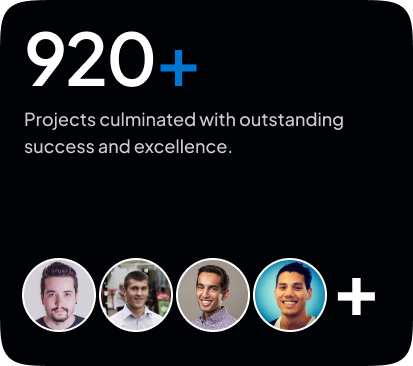 920+
Projects culminated with outstanding
success and excellence.
+